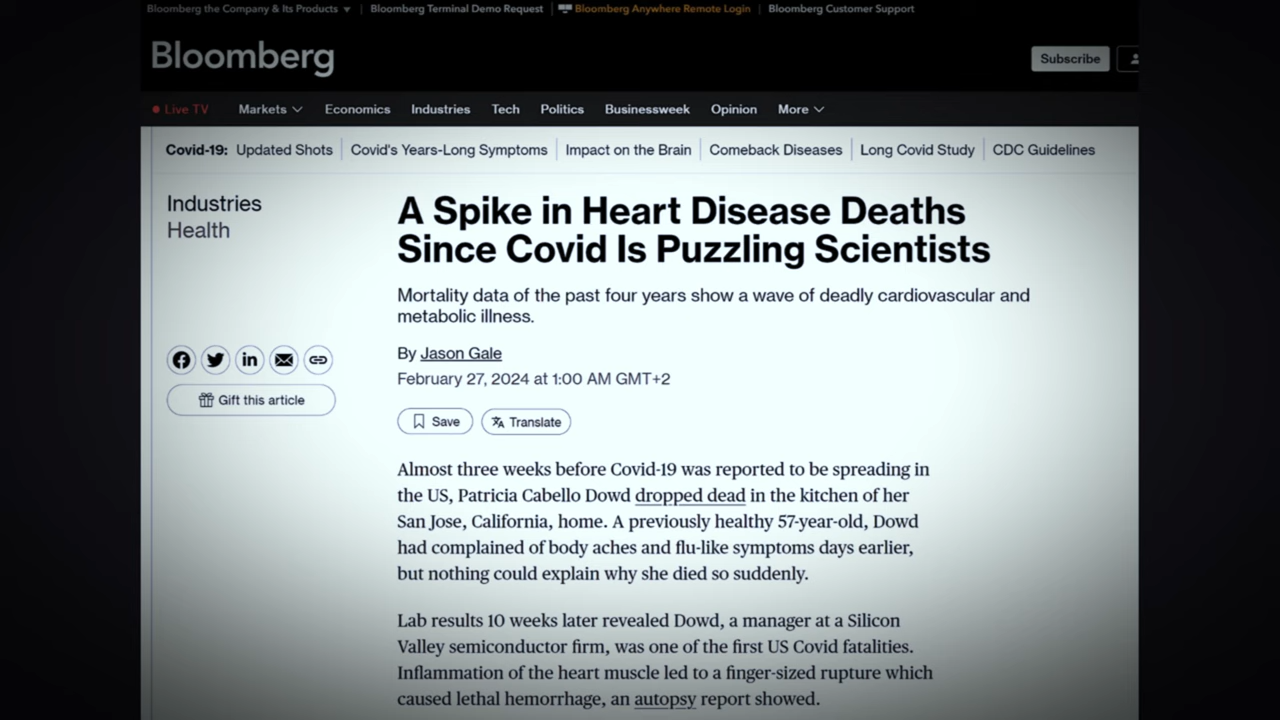 Bloomberg the Company & Its Products Bloomberg Terminal Demo Request Bloomberg Anywhere Remote Login Bloomberg Customer Support
Bloomberg
Subscribe
Live TV Markets Economics Industries Tech Politics Businessweek Opinion More
Covid-19: Updated Shots Covid's Years-Long Symptoms Impact on the Brain Comeback Diseases Long Covid Study CDC Guidelines
Industries
Health
A Spike in Heart Disease Deaths
Since Covid Is Puzzling Scientists
Mortality data of the past four years show a wave of deadly cardiovascular and
metabolic illness.
By Jason Gale
February 27, 2024 at 1:00 AM GMT+2
Gift this article
Save Translate
Almost three weeks before Covid-19 was reported to be spreading in
the US, Patricia Cabello Dowd dropped dead in the kitchen of her
San Jose, California, home. A previously healthy 57-year-old, Dowd
had complained of body aches and flu-like symptoms days earlier,
but nothing could explain why she died so suddenly.
Lab results 10 weeks later revealed Dowd, a manager at a Silicon
Valley semiconductor firm, was one of the first US Covid fatalities.
Inflammation of the heart muscle led to a finger-sized rupture which
caused lethal hemorrhage, an autopsy report showed.